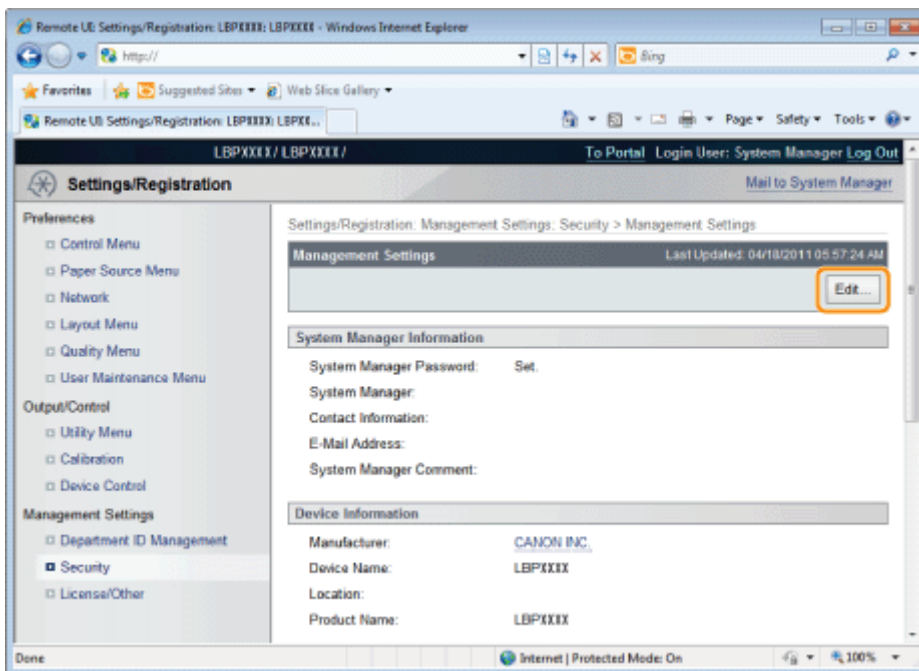 Remote UI: Settings/Registration: LBPXXXX: LBPXXXX - Windows Internet Explorer
http://
Bing
Favorites Suggested Sites Web Slice Gallery
Remote UI: Settings/Registration: LBPXXXX: LBPXX... Page Safety Tools
LBPXXXX / LBPXXXX / To Portal Login User: System Manager Log Out
Settings/Registration Mail to System Manager
Preferences
Control Menu
Paper Source Menu
Network
Layout Menu
Quality Menu
User Maintenance Menu
Output/Control
Utility Menu
Calibration
Device Control
Management Settings
Department ID Management
Security
License/Other
Settings/Registration: Management Settings: Security > Management Settings
Management Settings Last Updated: 04/18/2011 05:57:24 AM
Edit...
System Manager Information
System Manager Password: Set.
System Manager:
Contact Information:
E-Mail Address:
System Manager Comment:
Device Information
Manufacturer: CANON INC.
Device Name: LBPXXXX
Location:
Product Name: LBPXXXX
Done Internet | Protected Mode: On 100%